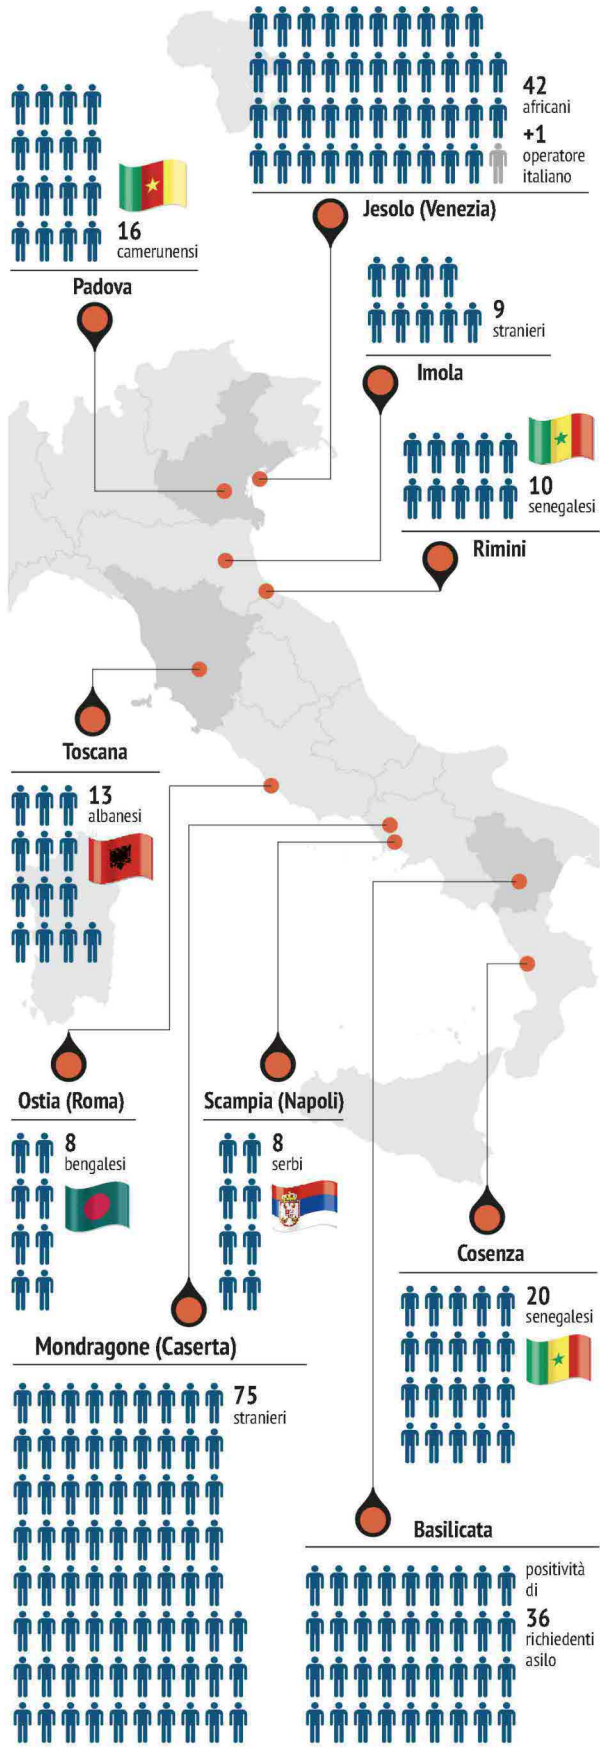 42
africani
+1
operatore
italiano
Jesolo (Venezia)
16
camerunensi
Padova
9
stranieri
Imola
10
senegalesi
Rimini
Toscana
13
albanesi
Ostia (Roma)
8
bengalesi
Scampia (Napoli)
8
serbi
Cosenza
20
senegalesi
Mondragone (Caserta)
75
stranieri
Basilicata
positività
di
36
richiedenti
asilo